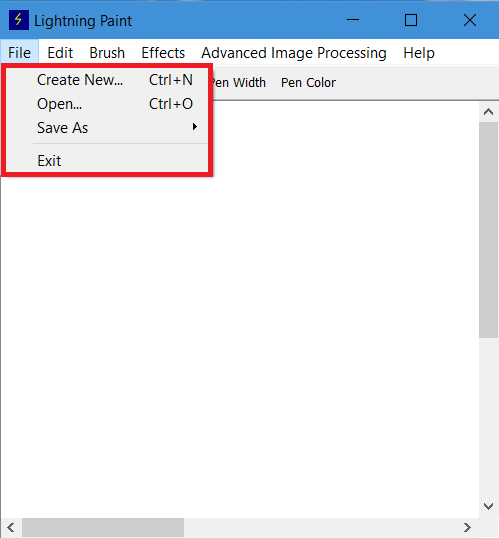 Lightning Paint
File Edit Brush Effects Advanced Image Processing Help
Pen Width Pen Color
Create New... Ctrl+N
Open... Ctrl+O
Save As
Exit